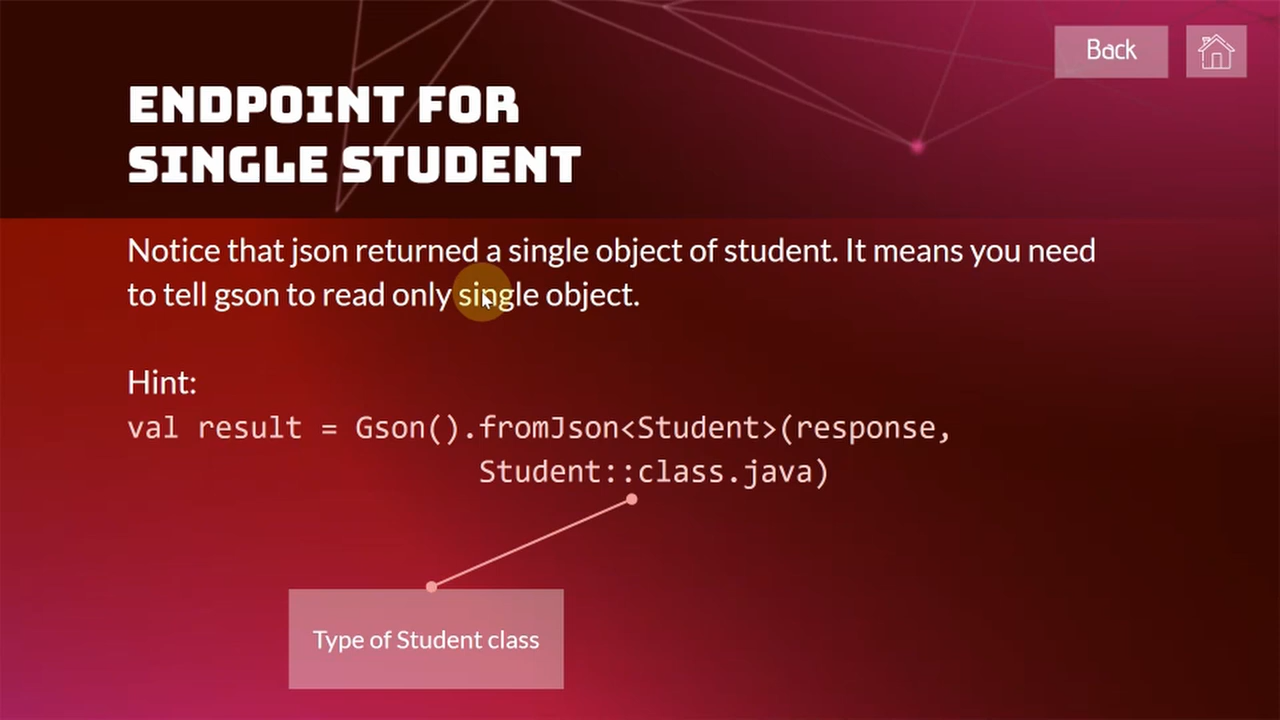 Back
ENDPOINT FOR
SINGLE STUDENT
Notice that json returned a single object of student. It means you need
to tell gson to read only single object.
Hint:
val result = Gson().fromJson<Student>(response,
Student::class.java)
Type of Student class